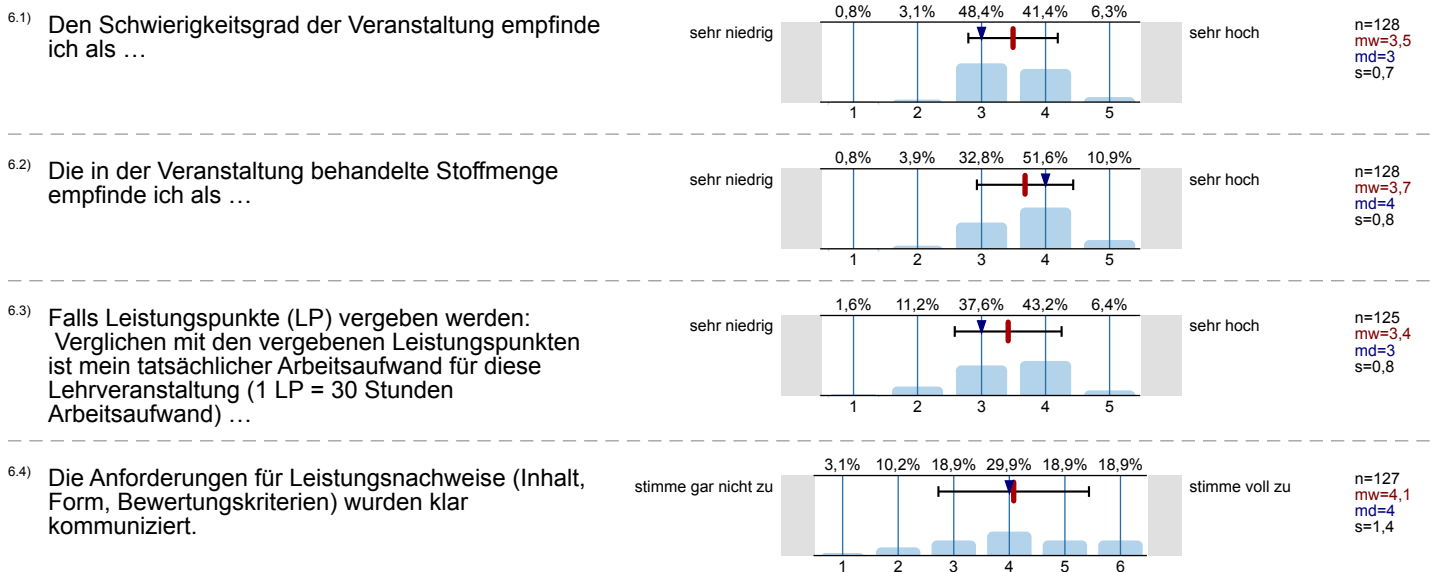 6.1) Den Schwierigkeitsgrad der Veranstaltung empfinde
ich als …
sehr niedrig
0,8% 3,1% 48,4% 41,4% 6,3%
1 2 3 4 5
sehr hoch
n=128
mw=3,5
md=3
s=0,7
6.2) Die in der Veranstaltung behandelte Stoffmenge
empfinde ich als …
sehr niedrig
0,8% 3,9% 32,8% 51,6% 10,9%
1 2 3 4 5
sehr hoch
n=128
mw=3,7
md=4
s=0,8
6.3) Falls Leistungspunkte (LP) vergeben werden:
Verglichen mit den vergebenen Leistungspunkten
ist mein tatsächlicher Arbeitsaufwand für diese
Lehrveranstaltung (1 LP = 30 Stunden
Arbeitsaufwand) …
sehr niedrig
1,6% 11,2% 37,6% 43,2% 6,4%
1 2 3 4 5
sehr hoch
n=125
mw=3,4
md=3
s=0,8
6.4) Die Anforderungen für Leistungsnachweise (Inhalt,
Form, Bewertungskriterien) wurden klar
kommuniziert.
stimme gar nicht zu
3,1% 10,2% 18,9% 29,9% 18,9% 18,9%
1 2 3 4 5 6
stimme voll zu
n=127
mw=4,1
md=4
s=1,4